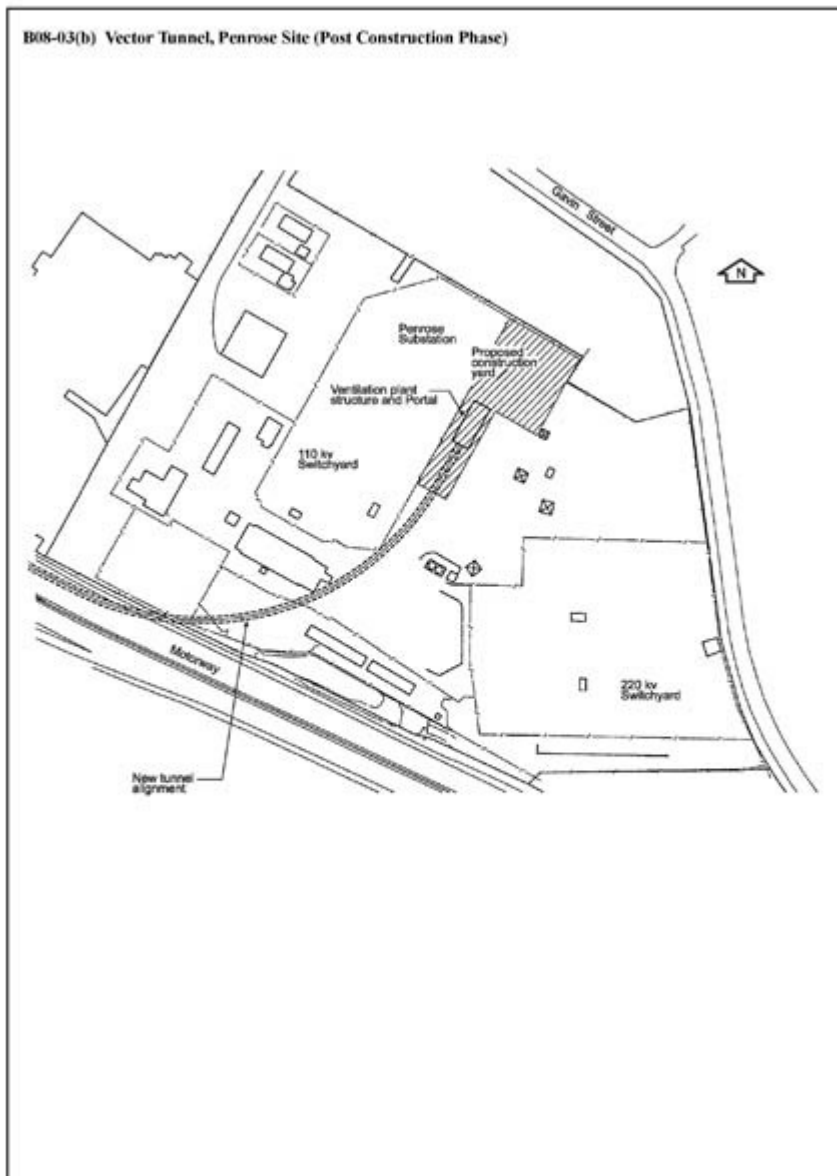 B08-03(b) Vector Tunnel, Penrose Site (Post Construction Phase)
Gavin Street
N
Penrose
Substation
Proposed
construction
yard
Ventilation plant
structure and Portal
110 kv
Switchyard
Motorway
220 kv
Switchyard
New tunnel
alignment